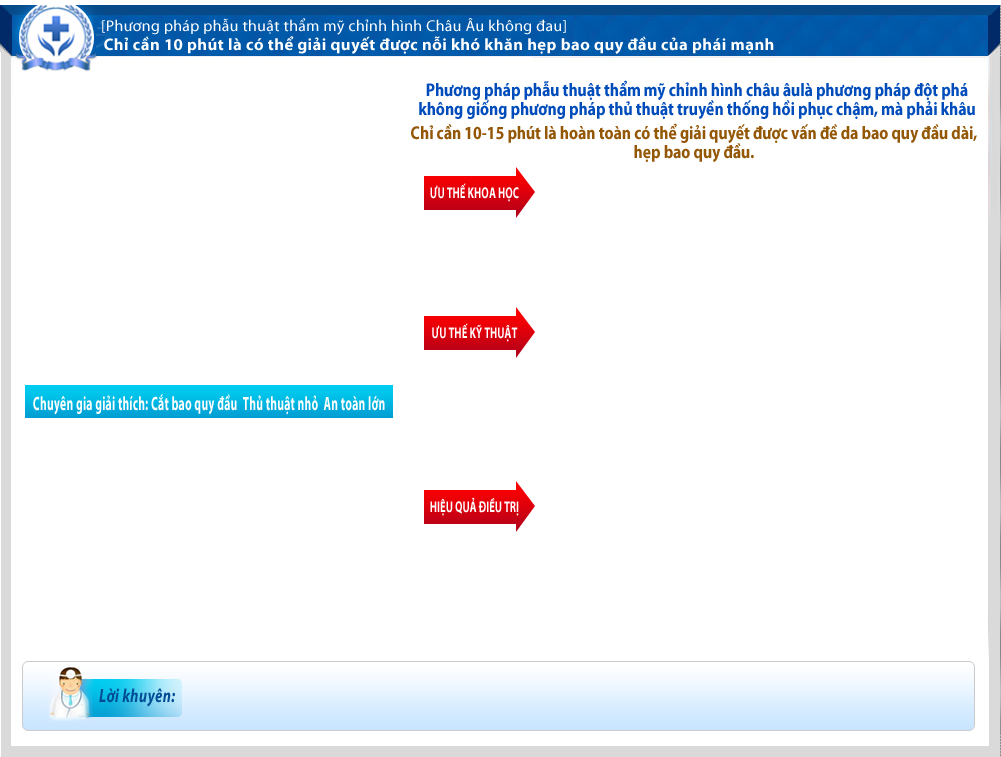 [Phương pháp phẫu thuật thẩm mỹ chỉnh hình Châu Âu không đau]
Chỉ cần 10 phút là có thể giải quyết được nỗi khó khăn hẹp bao quy đầu của phái mạnh
Phương pháp phẫu thuật thẩm mỹ chỉnh hình châu âulà phương pháp đột phá
không giống phương pháp thủ thuật truyền thống hồi phục chậm, mà phải khâu
Chỉ cần 10-15 phút là hoàn toàn có thể giải quyết được vấn đề da bao quy đầu dài,
hẹp bao quy đầu.
ƯU THẾ KHOA HỌC
ƯU THẾ KỸ THUẬT
Chuyên gia giải thích: Cắt bao quy đầu Thủ thuật nhỏ An toàn lớn
HIỆU QUẢ ĐIỀU TRỊ
Lời khuyên: